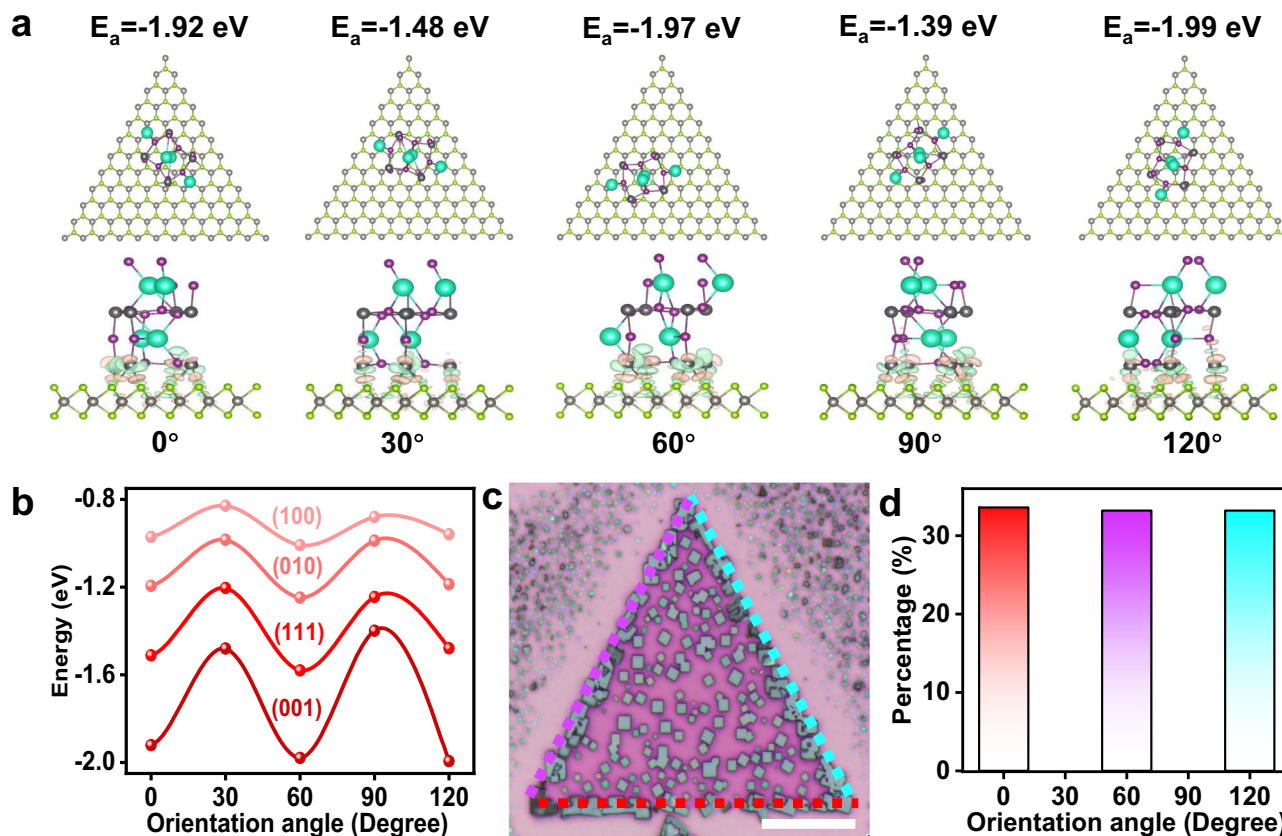 a
Eₐ=-1.92 eV
Eₐ=-1.48 eV
Eₐ=-1.97 eV
Eₐ=-1.39 eV
Eₐ=-1.99 eV
0°
30°
60°
90°
120°
b
-0.8
-1.2
-1.6
-2.0
Energy (eV)
(100)
(010)
(111)
(001)
0 30 60 90 120
Orientation angle (Degree)
c
d
30
20
10
0
Percentage (%)
0 30 60 90 120
Orientation angle (Degree)